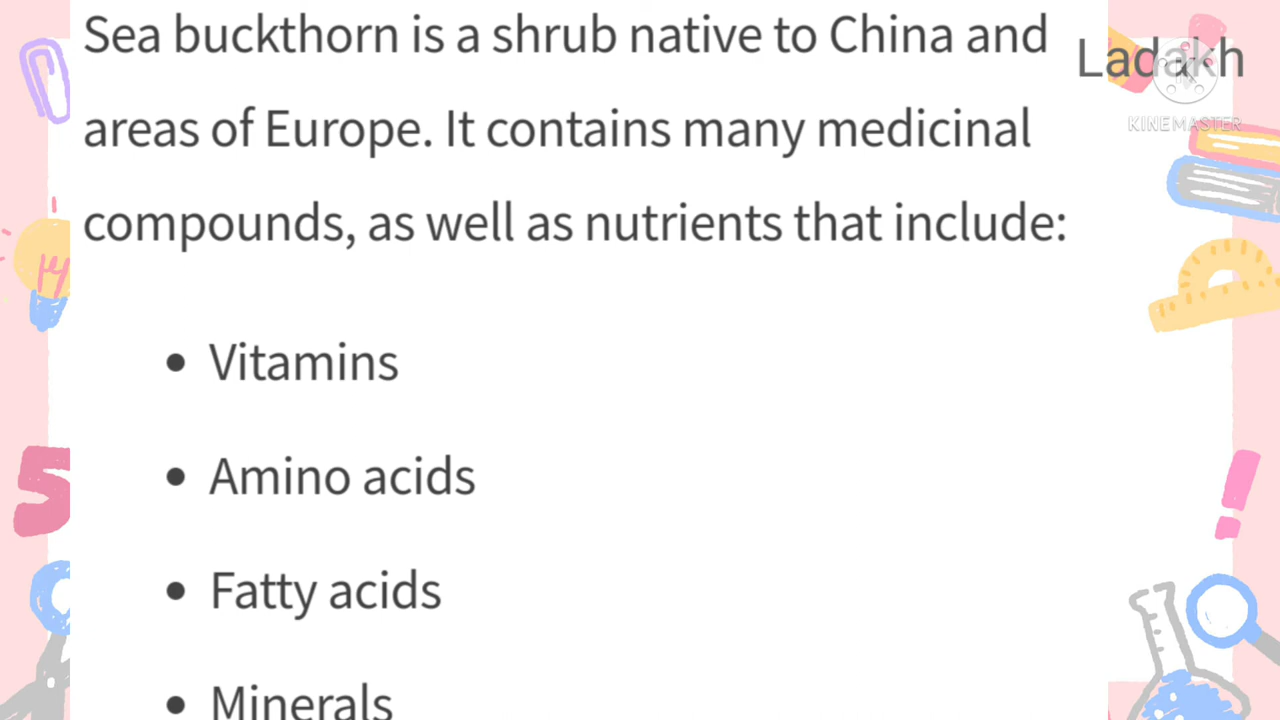 Sea buckthorn is a shrub native to China and Ladakh
areas of Europe. It contains many medicinal
KINEMASTER
compounds, as well as nutrients that include:
• Vitamins
• Amino acids
5
• Fatty acids
• Minerals